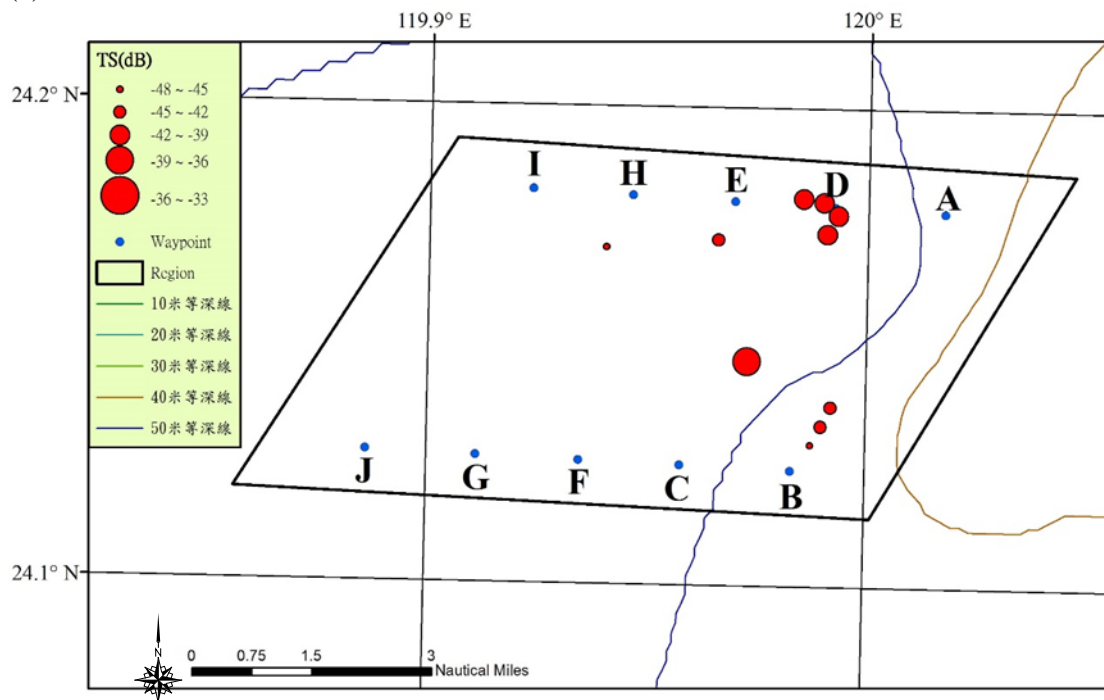 119.9° E
120° E
TS(dB)
-48 ~ -45
-45 ~ -42
-42 ~ -39
-39 ~ -36
-36 ~ -33
Waypoint
Region
10米等深線
20米等深線
30米等深線
40米等深線
50米等深線
24.2° N
24.1° N
I
H
E
D
A
J
G
F
C
B
N
0
0.75
1.5
3
Nautical Miles